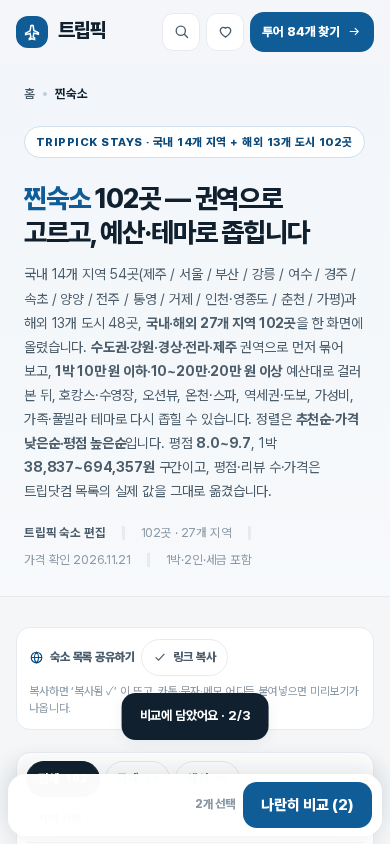 트립픽
투어 84개 찾기 →
홈 • 찐숙소
TRIPPICK STAYS · 국내 14개 지역 + 해외 13개 도시 102곳
찐숙소 102곳 — 권역으로
고르고, 예산·테마로 좁힙니다
국내 14개 지역 54곳(제주 / 서울 / 부산 / 강릉 / 여수 / 경주 /
속초 / 양양 / 전주 / 통영 / 거제 / 인천·영종도 / 춘천 / 가평)과
해외 13개 도시 48곳, 국내·해외 27개 지역 102곳을 한 화면에
올렸습니다. 수도권·강원·경상·전라·제주 권역으로 먼저 묶어
보고, 1박 10만원 이하·10~20만·20만 원 이상 예산대로 걸러
본 뒤, 호캉스·수영장, 오션뷰, 온천·스파, 역세권·도보, 가성비,
가족·풀빌라 테마로 다시 좁힐 수 있습니다. 정렬은 추천순·가격
낮은순·평점 높은순입니다. 평점 8.0~9.7, 1박
38,837~694,357원 구간이고, 평점·리뷰 수·가격은
트립닷컴 목록의 실제 값을 그대로 옮겼습니다.
트립픽 숙소 편집 | 102곳 · 27개 지역 |
가격 확인 2026.11.21 | 1박·2인·세금 포함
숙소 목록 공유하기 ✓ 링크 복사
복사하면 '복사됨 ✓' 이 뜨고, 카톡·문자·메모 어디든 붙여넣으면 미리보기가
나옵니다.
비교에 담았어요 · 2/3
2개 선택 나란히 비교 (2)